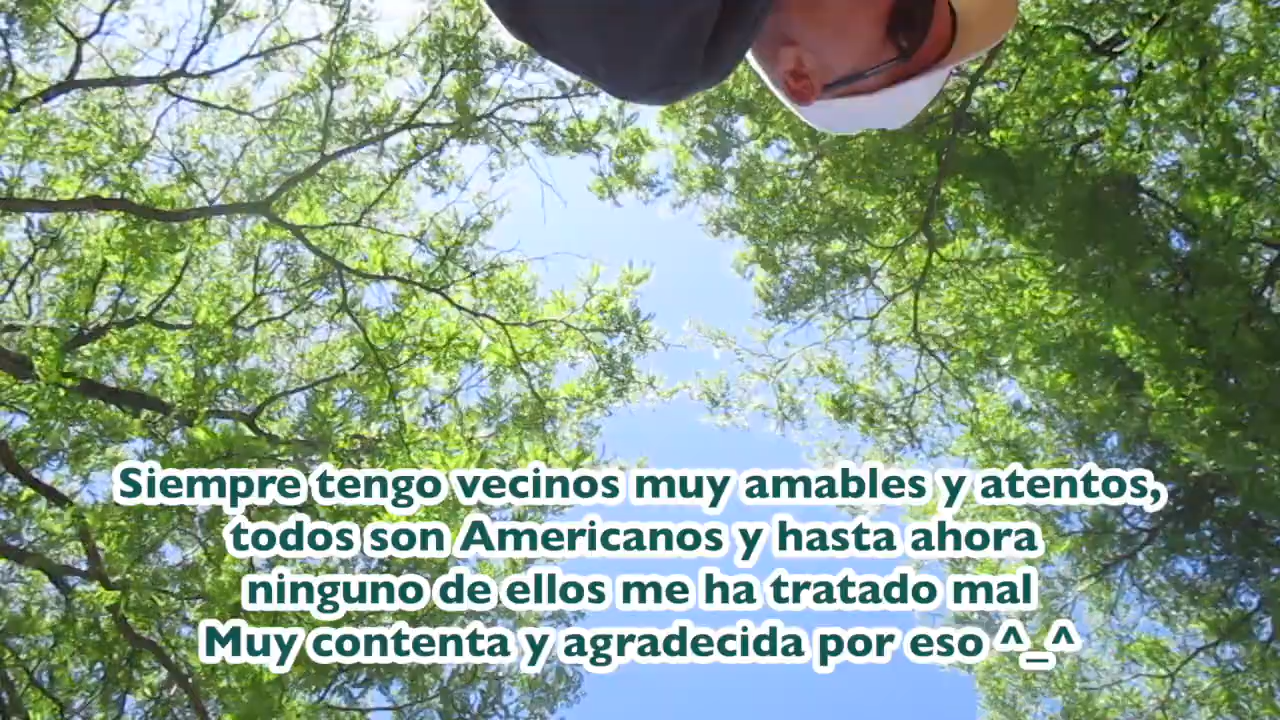 Siempre tengo vecinos muy amables y atentos,
todos son Americanos y hasta ahora
ninguno de ellos me ha tratado mal
Muy contenta y agradecida por eso ^_^